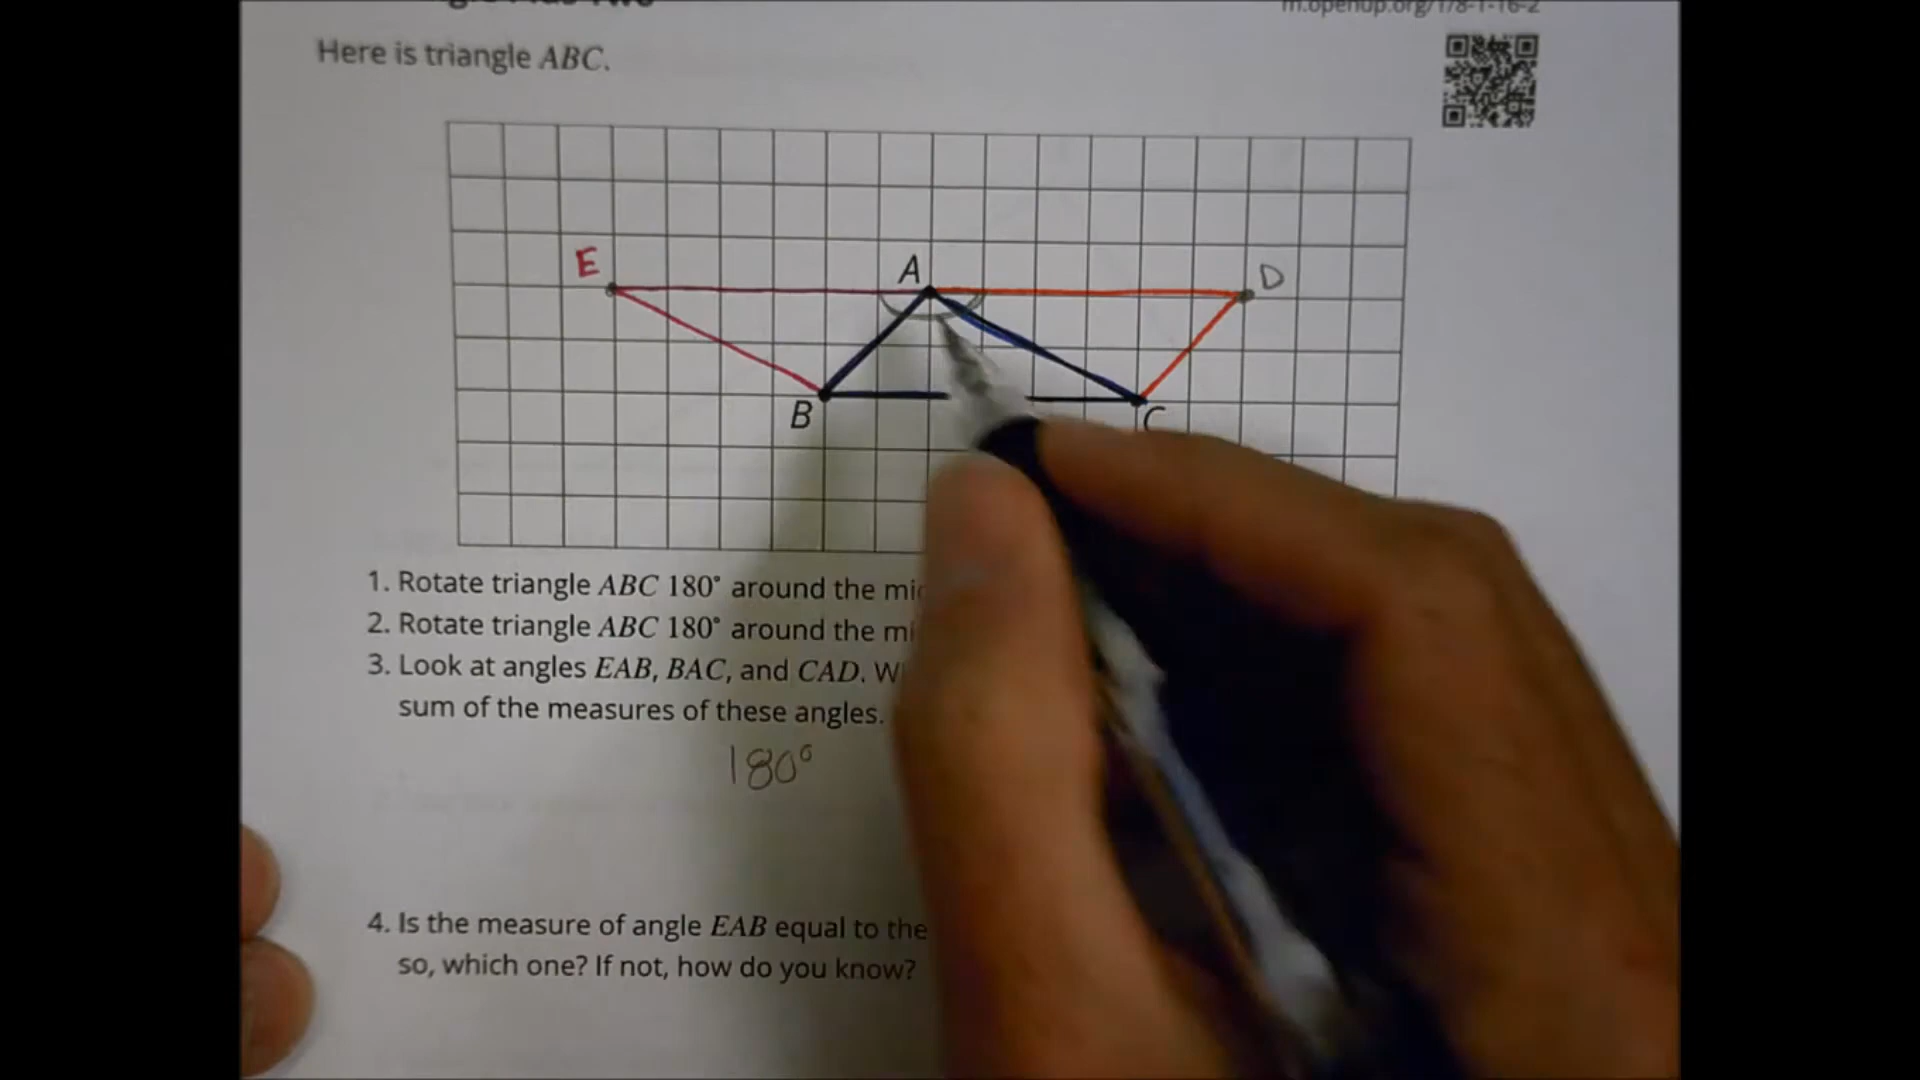 m.openup.org/1/8-1-16-2
Here is triangle ABC.
E
A
D
B
C
1. Rotate triangle ABC 180° around the
2. Rotate triangle ABC 180° around the
3. Look at angles EAB, BAC, and CAD.
sum of the measures of these angles.
180°
4. Is the measure of angle EAB equal to the
so, which one? If not, how do you know?